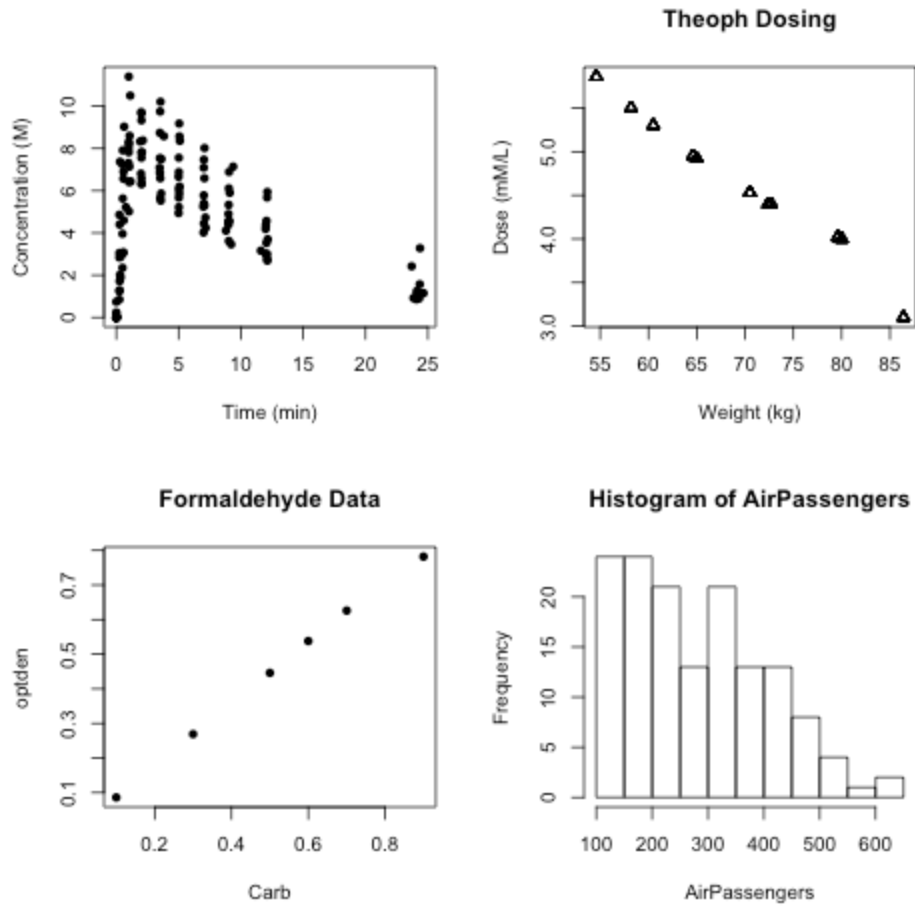 Concentration (M)
10
8
6
4
2
0
0 5 10 15 20 25
Time (min)
Theoph Dosing
Dose (mM/L)
5.0
4.0
3.0
55 60 65 70 75 80 85
Weight (kg)
Formaldehyde Data
optden
0.7
0.5
0.3
0.1
0.2 0.4 0.6 0.8
Carb
Histogram of AirPassengers
Frequency
20
15
10
5
0
100 200 300 400 500 600
AirPassengers